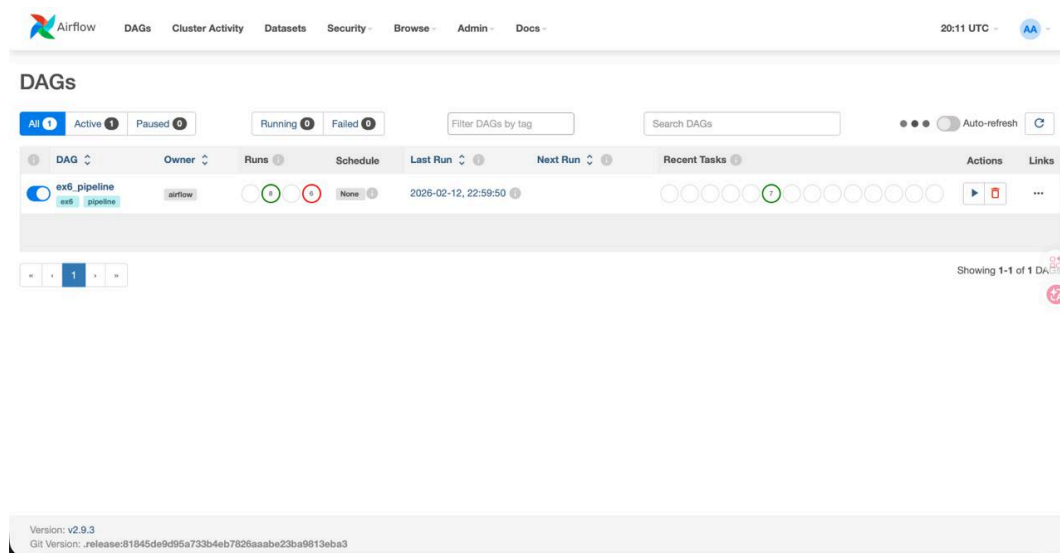 Airflow DAGs Cluster Activity Datasets Security Browse Admin Docs 20:11 UTC AA
DAGs
All 1 Active 1 Paused 0 Running 0 Failed 0 Filter DAGs by tag Search DAGs Auto-refresh
DAG Owner Runs Schedule Last Run Next Run Recent Tasks Actions Links
ex6_pipeline airflow 8 6 None 2026-02-12, 22:59:50 7 ...
ex6 pipeline
« ‹ 1 › » Showing 1-1 of 1 DAGs
Version: v2.9.3
Git Version: .release:81845de9d95a733b4eb7826aaabe23ba9813eba3